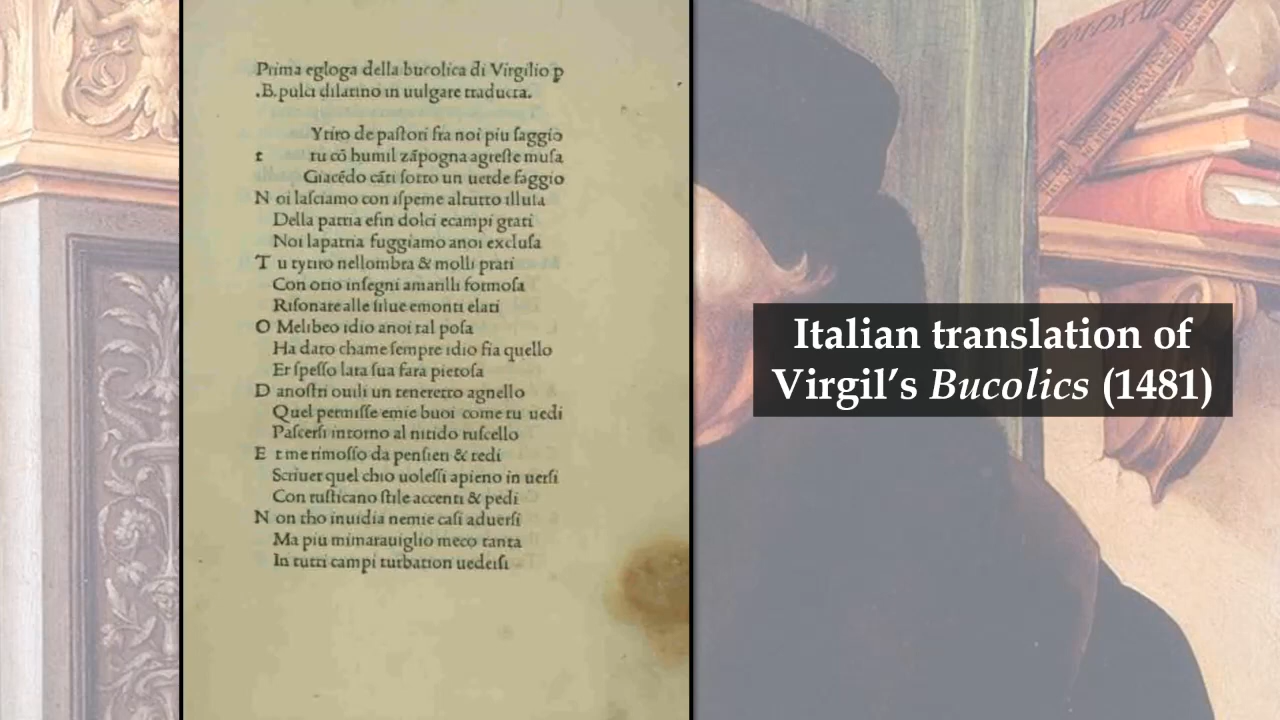 Prima egloga della bucolica di Virgilio p
.B. pulci dilatino in uulgare traducta.
Ytiro de paſtori fra noi piu ſaggio
t tu cō humil zāpogna agreſte muſa
Giacēdo cāti ſotto un uerde faggio
N oi laſciamo con iſpeme altutto illuſa
Della patria efin dolci ecampi grati
Noi lapatria fuggiamo anoi excluſa
T u tytiro nellombra & molli prati
Con otio inſegni amarilli formoſa
Riſonare alle ſilue emonti elati
O Melibeo idio anoi tal poſa
Ha dato chame ſempre idio fia quello
Et ſpeſſo lara ſua fara pietoſa
D anoſtri ouili un teneretto agnello
Quel permiſſe emie buoi come tu uedi
Paſcerſi intorno al nitido ruſcello
E t me rimoſſo da penſieri & tedi
Scriuer quel chio uoleſſi apieno in uerſi
Con ruſticano ſtile accenti & pedi
N on tho inuidia nemie caſi aduerſi
Ma piu mimarauiglio meco tanta
In tutti campi turbation uederſi
Italian translation of
Virgil’s Bucolics (1481)